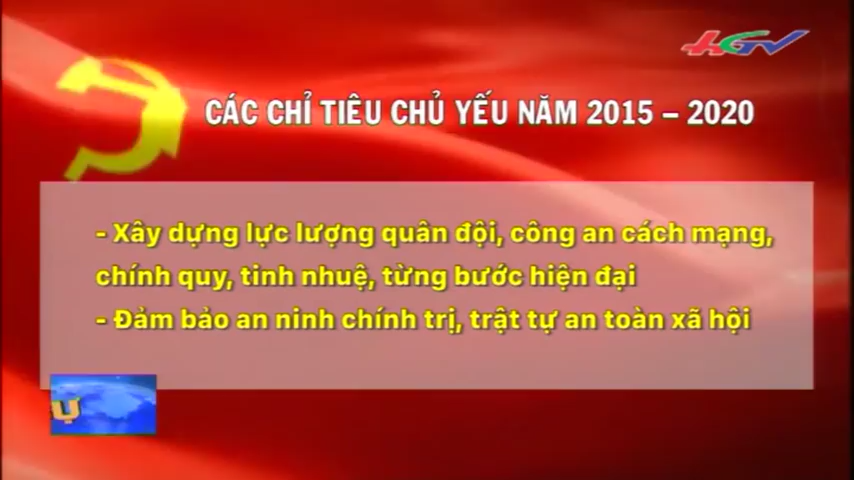 HGTV
CÁC CHỈ TIÊU CHỦ YẾU NĂM 2015 – 2020
- Xây dựng lực lượng quân đội, công an cách mạng,
chính quy, tinh nhuệ, từng bước hiện đại
- Đảm bảo an ninh chính trị, trật tự an toàn xã hội
Ự